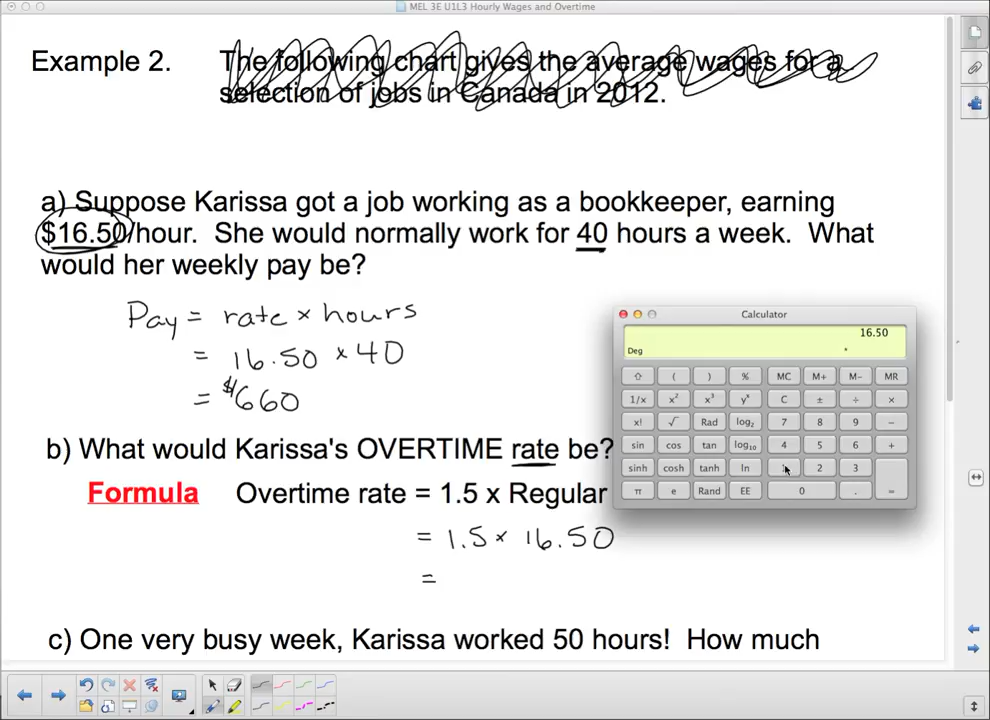 MEL 3E U1L3 Hourly Wages and Overtime
Example 2. The following chart gives the average wages for a
selection of jobs in Canada in 2012.
a) Suppose Karissa got a job working as a bookkeeper, earning
$16.50/hour. She would normally work for 40 hours a week. What
would her weekly pay be?
Pay = rate × hours
= 16.50 × 40
= $660
b) What would Karissa's OVERTIME rate be?
Formula Overtime rate = 1.5 x Regular
= 1.5 × 16.50
=
c) One very busy week, Karissa worked 50 hours! How much
Calculator
16.50
Deg *
( ) % MC M+ M- MR
1/x x² x³ yˣ C ± ÷ ×
x! √ Rad log₂ 7 8 9 −
sin cos tan log₁₀ 4 5 6 +
sinh cosh tanh ln 1 2 3
π e Rand EE 0 . =